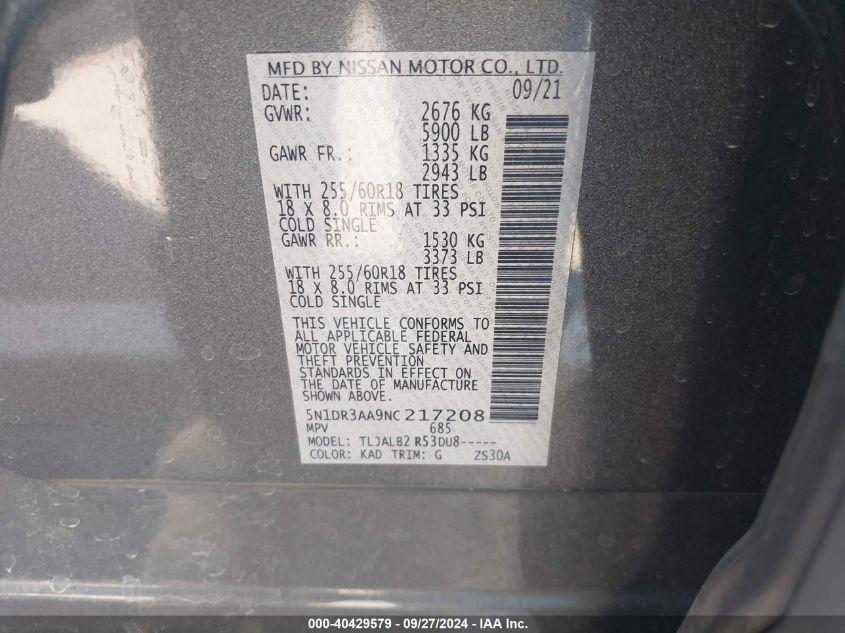 MFD BY NISSAN MOTOR CO., LTD.
DATE: 09/21
GVWR: 2676 KG
5900 LB
GAWR FR.: 1335 KG
2943 LB
WITH 255/60R18 TIRES
18 X 8.0 RIMS AT 33 PSI
COLD SINGLE
GAWR RR.: 1530 KG
3373 LB
WITH 255/60R18 TIRES
18 X 8.0 RIMS AT 33 PSI
COLD SINGLE
THIS VEHICLE CONFORMS TO
ALL APPLICABLE FEDERAL
MOTOR VEHICLE SAFETY AND
THEFT PREVENTION
STANDARDS IN EFFECT ON
THE DATE OF MANUFACTURE
SHOWN ABOVE.
5N1DR3AA9NC217208
MPV 685
MODEL: TLJALB2 R53DU8-----
COLOR: KAD TRIM: G ZS30A
000-40429579 - 09/27/2024 - IAA Inc.